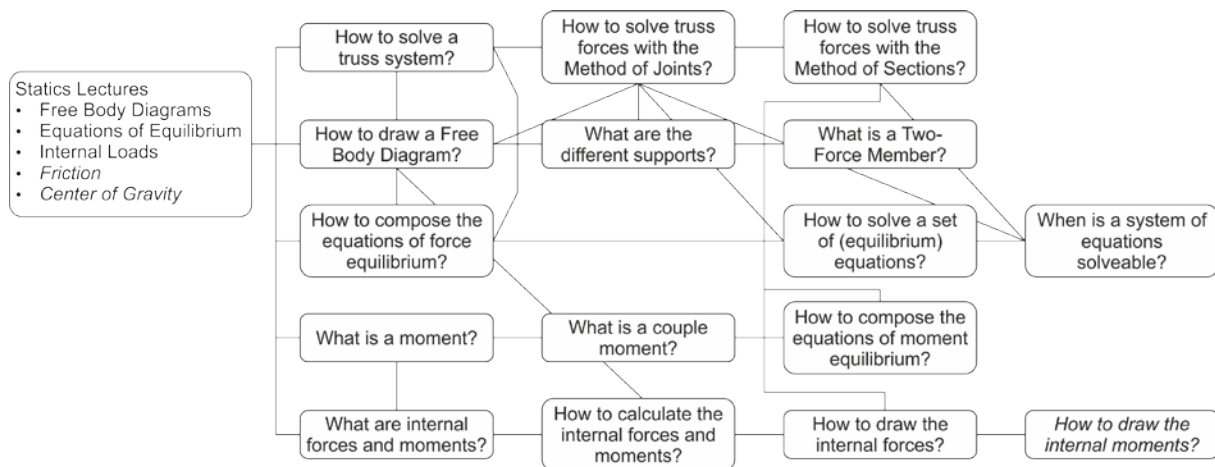 Statics Lectures
• Free Body Diagrams
• Equations of Equilibrium
• Internal Loads
• Friction
• Center of Gravity
How to solve a
truss system?
How to solve truss
forces with the
Method of Joints?
How to solve truss
forces with the
Method of Sections?
How to draw a Free
Body Diagram?
What are the
different supports?
What is a Two-
Force Member?
How to compose the
equations of force
equilibrium?
How to solve a set
of (equilibrium)
equations?
When is a system of
equations
solveable?
What is a moment?
What is a couple
moment?
How to compose the
equations of moment
equilibrium?
What are internal
forces and moments?
How to calculate the
internal forces and
moments?
How to draw the
internal forces?
How to draw the
internal moments?